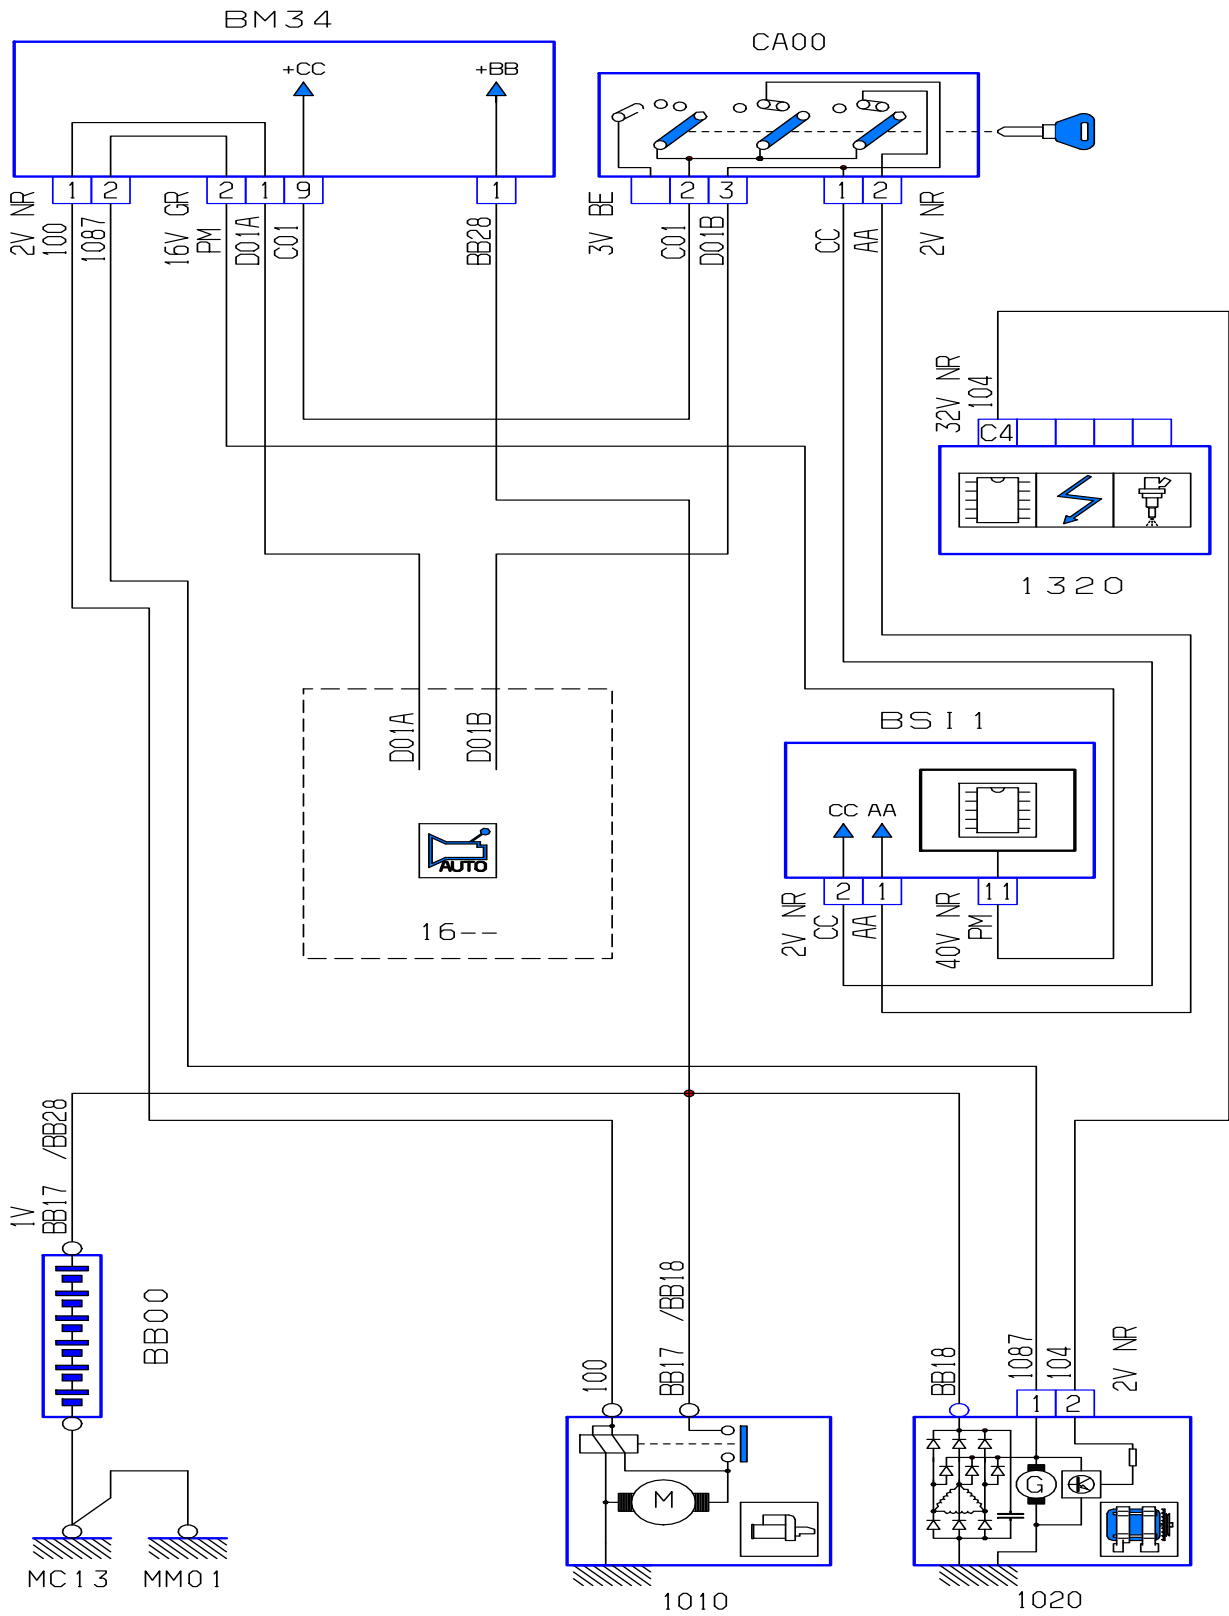 BM34
CA00
+CC
+BB
1
2
2
1
9
1
2
3
1
2
2V NR
100
1087
16V GR
PM
D01A
C01
BB28
3V BE
C01
D01B
CC
AA
2V NR
32V NR
104
C4
1320
D01A
D01B
AUTO
16--
BSI1
CC
AA
2
1
11
2V NR
CC
AA
40V NR
PM
1V
BB17 /BB28
BB00
MC13
MM01
100
BB17 /BB18
M
1010
BB18
1087
104
2V NR
1
2
G
1020